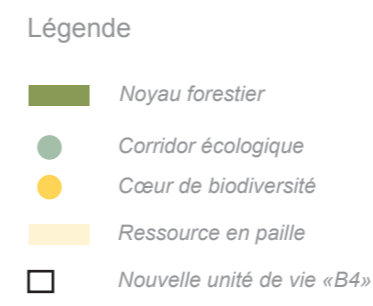 Légende
Noyau forestier
Corridor écologique
Cœur de biodiversité
Ressource en paille
Nouvelle unité de vie «B4»